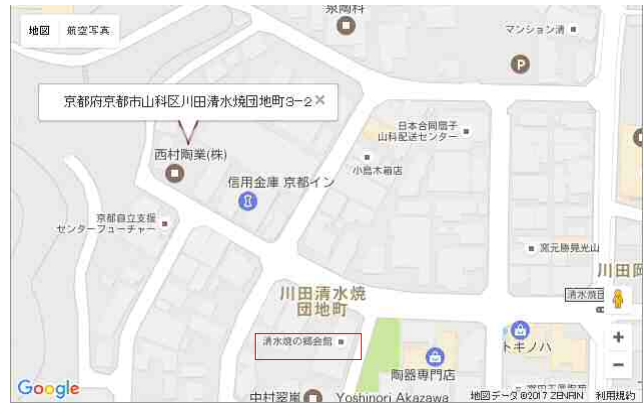 泉陶料
地図
航空写真
マンション清
京都府京都市山科区川田清水焼団地町3-2
日本合同扇子
山科配送センター
西村陶業(株)
小島木箱店
信用金庫 京都イン
京都自立支援
センターフューチャー
窯元勝見光山
川田岡
川田清水焼
団地町
清水焼団
清水焼の郷会館
トキノハ
陶器専門店
Google
中村翠嵐
Yoshinori Akazawa
地図データ ©2017 ZENRIN
利用規約